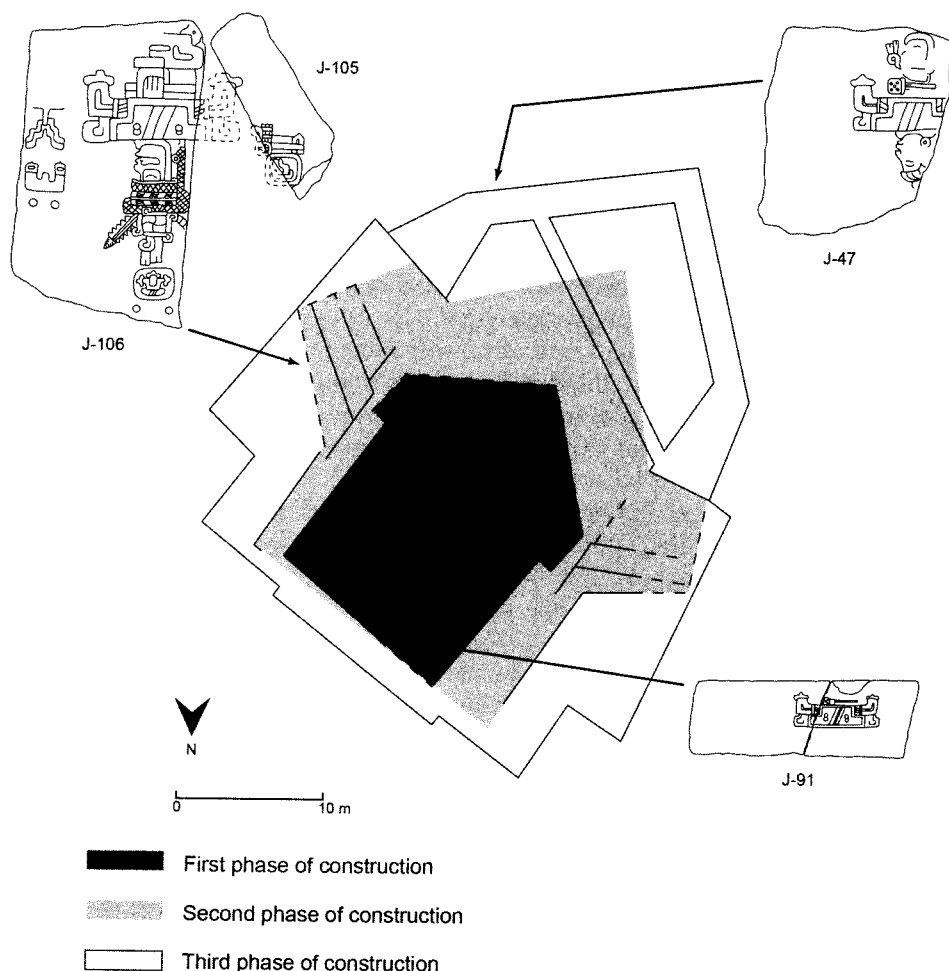 J-105
J-47
J-106
J-91
N
0 10 m
First phase of construction
Second phase of construction
Third phase of construction